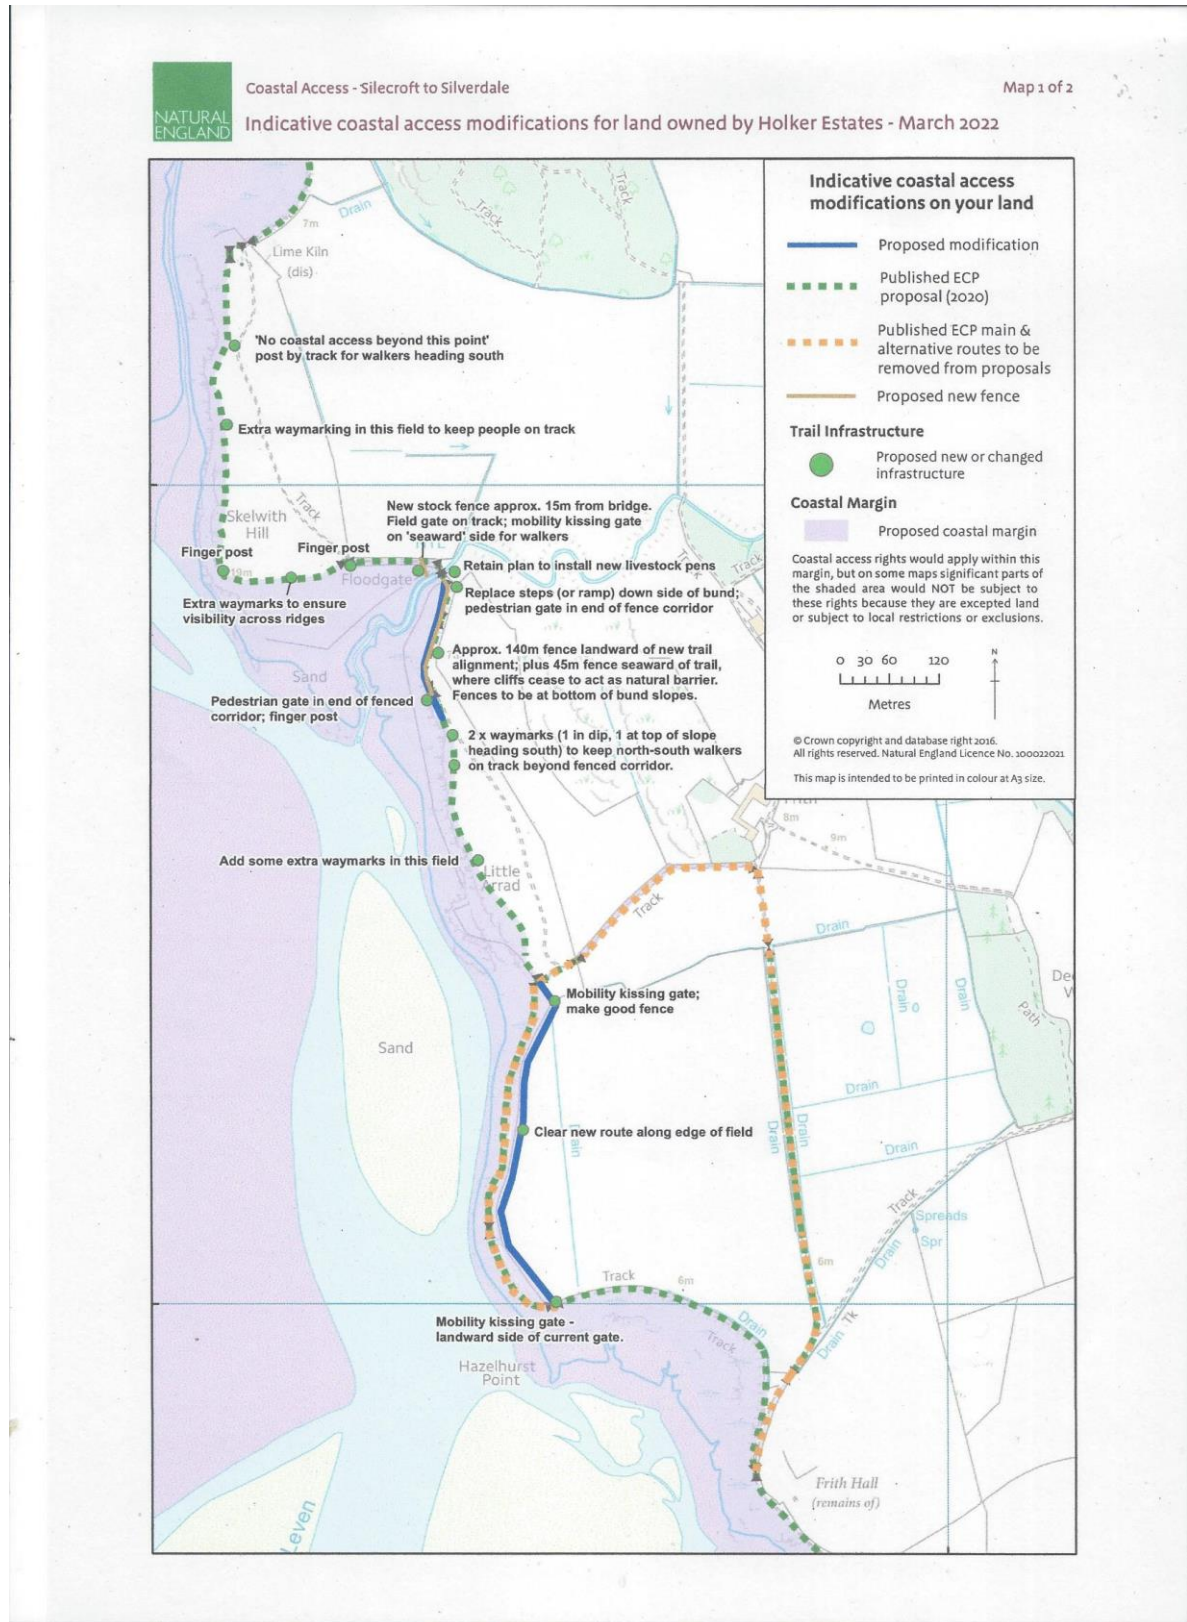 Coastal Access - Silecroft to Silverdale
Map 1 of 2
NATURAL
ENGLAND
Indicative coastal access modifications for land owned by Holker Estates - March 2022
Indicative coastal access
modifications on your land
Proposed modification
Published ECP
proposal (2020)
Published ECP main &
alternative routes to be
removed from proposals
Proposed new fence
Trail Infrastructure
Proposed new or changed
infrastructure
Coastal Margin
Proposed coastal margin
Coastal access rights would apply within this
margin, but on some maps significant parts of
the shaded area would NOT be subject to
these rights because they are excepted land
or subject to local restrictions or exclusions.
N
0 30 60 120
Metres
© Crown copyright and database right 2016.
All rights reserved. Natural England Licence No. 100022021
This map is intended to be printed in colour at A3 size.
Drain
Track
Track
7m
Lime Kiln
(dis)
'No coastal access beyond this point'
post by track for walkers heading south
Extra waymarking in this field to keep people on track
Track
Skelwith
Hill
New stock fence approx. 15m from bridge.
Field gate on track; mobility kissing gate
on 'seaward' side for walkers
Finger post
Finger post
NTL
19m
Floodgate
Track
Track
Retain plan to install new livestock pens
Extra waymarks to ensure
visibility across ridges
Replace steps (or ramp) down side of bund;
pedestrian gate in end of fence corridor
Approx. 140m fence landward of new trail
alignment; plus 45m fence seaward of trail,
where cliffs cease to act as natural barrier.
Fences to be at bottom of bund slopes.
Sand
Pedestrian gate in end of fenced
corridor; finger post
2 x waymarks (1 in dip, 1 at top of slope
heading south) to keep north-south walkers
on track beyond fenced corridor.
8m
9m
Add some extra waymarks in this field
Little
Arrad
Track
Drain
Drain
Drain
Path
Mobility kissing gate;
make good fence
Sand
Drain
Clear new route along edge of field
Drain
Drain
Drain
Drain
Track
Spreads
Spr
Drain
Track
6m
6m
Mobility kissing gate -
landward side of current gate.
Drain
Track
Drain
Tk
Hazelhurst
Point
Frith Hall
(remains of)
Leven